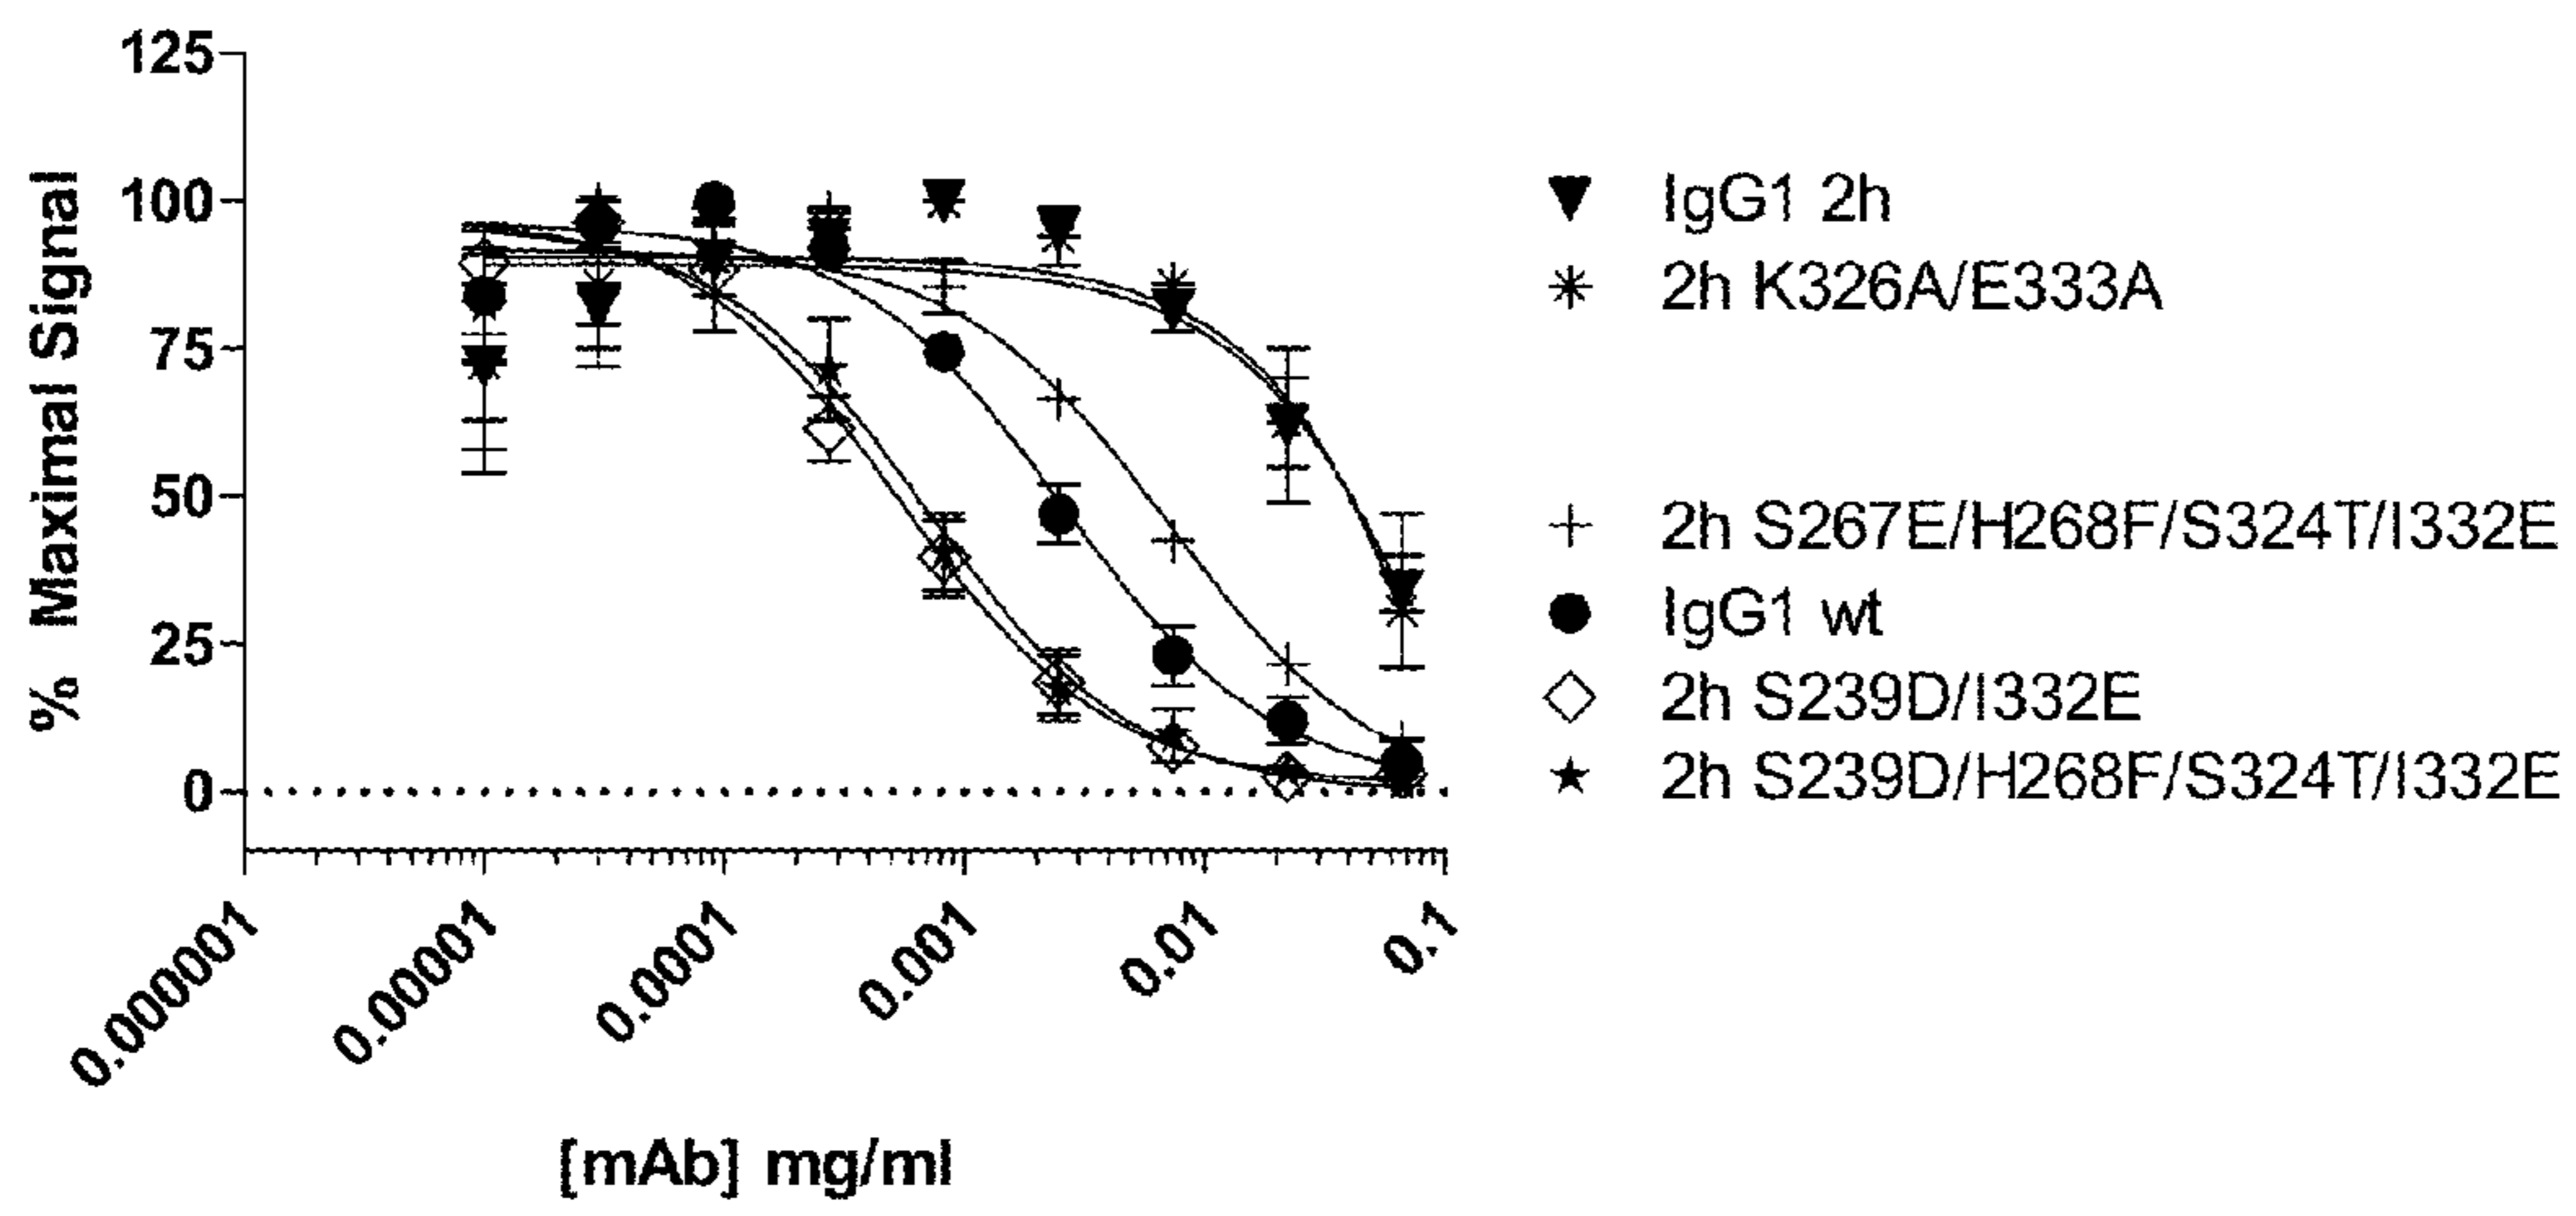 % Maximal Signal
125
100
75
50
25
0
0.000001
0.00001
0.0001
0.001
0.01
0.1
[mAb] mg/ml
IgG1 2h
2h K326A/E333A
2h S267E/H268F/S324T/I332E
IgG1 wt
2h S239D/I332E
2h S239D/H268F/S324T/I332E